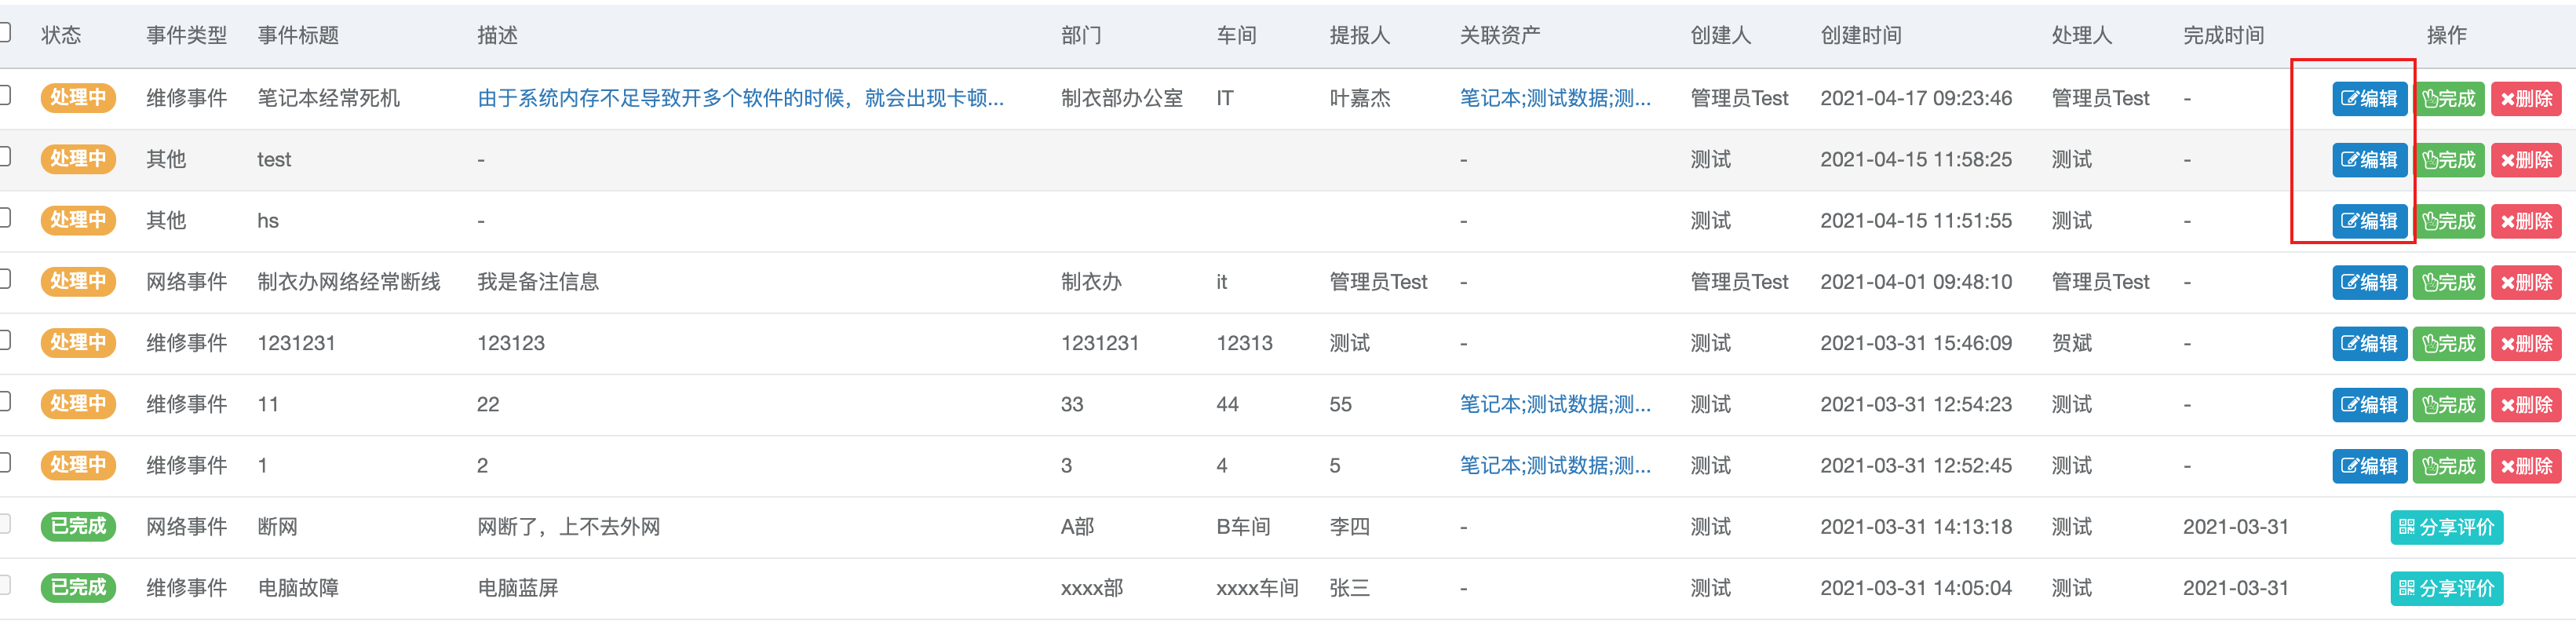 状态 事件类型 事件标题 描述 部门 车间 提报人 关联资产 创建人 创建时间 处理人 完成时间 操作
处理中 维修事件 笔记本经常死机 由于系统内存不足导致开多个软件的时候，就会出现卡顿... 制衣部办公室 IT 叶嘉杰 笔记本;测试数据;测... 管理员Test 2021-04-17 09:23:46 管理员Test - 编辑 完成 删除
处理中 其他 test - - 测试 2021-04-15 11:58:25 测试 - 编辑 完成 删除
处理中 其他 hs - - 测试 2021-04-15 11:51:55 测试 - 编辑 完成 删除
处理中 网络事件 制衣办网络经常断线 我是备注信息 制衣办 it 管理员Test - 管理员Test 2021-04-01 09:48:10 管理员Test - 编辑 完成 删除
处理中 维修事件 1231231 123123 1231231 12313 测试 - 测试 2021-03-31 15:46:09 贺斌 - 编辑 完成 删除
处理中 维修事件 11 22 33 44 55 笔记本;测试数据;测... 测试 2021-03-31 12:54:23 测试 - 编辑 完成 删除
处理中 维修事件 1 2 3 4 5 笔记本;测试数据;测... 测试 2021-03-31 12:52:45 测试 - 编辑 完成 删除
已完成 网络事件 断网 网断了，上不去外网 A部 B车间 李四 - 测试 2021-03-31 14:13:18 测试 2021-03-31 分享评价
已完成 维修事件 电脑故障 电脑蓝屏 xxxx部 xxxx车间 张三 - 测试 2021-03-31 14:05:04 测试 2021-03-31 分享评价